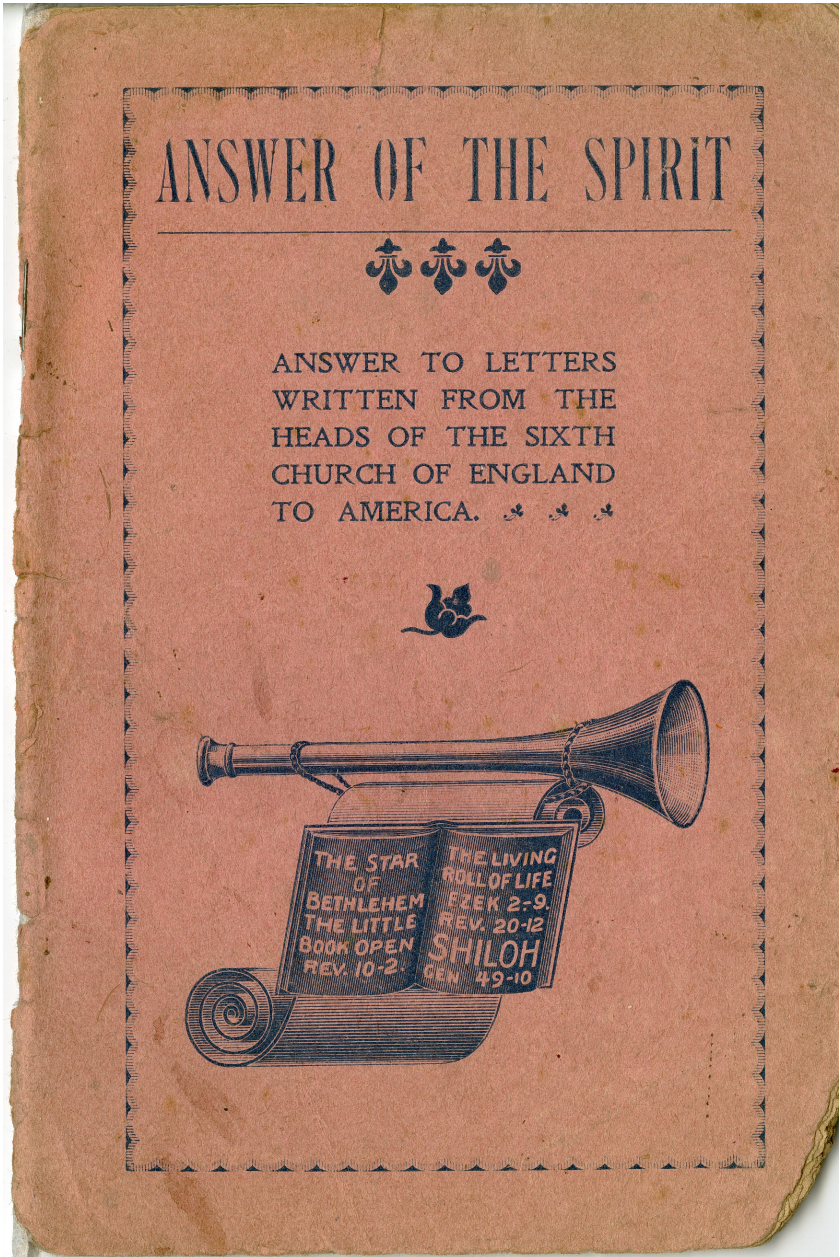 ANSWER OF THE SPIRIT
ANSWER TO LETTERS
WRITTEN FROM THE
HEADS OF THE SIXTH
CHURCH OF ENGLAND
TO AMERICA.
THE STAR
OF
BETHLEHEM
THE LITTLE
BOOK OPEN
REV. 10-2.
THE LIVING
ROLL OF LIFE
EZEK 2-9.
REV. 20-12
SHILOH
GEN 49-10